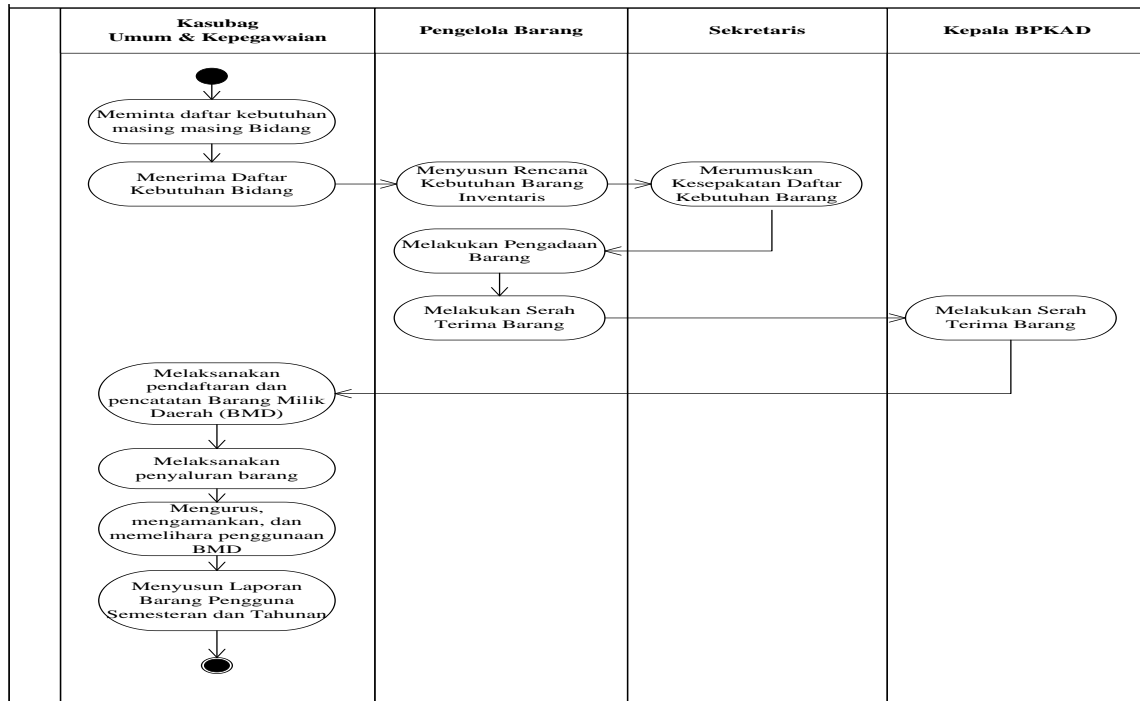 Kasubag
Umum & Kepegawaian
Pengelola Barang
Sekretaris
Kepala BPKAD
Meminta daftar kebutuhan
masing masing Bidang
Menerima Daftar
Kebutuhan Bidang
Menyusun Rencana
Kebutuhan Barang
Inventaris
Merumuskan
Kesepakatan Daftar
Kebutuhan Barang
Melakukan Pengadaan
Barang
Melakukan Serah
Terima Barang
Melakukan Serah
Terima Barang
Melaksanakan
pendaftaran dan
pencatatan Barang Milik
Daerah (BMD)
Melaksanakan
penyaluran barang
Mengurus,
mengamankan, dan
memelihara penggunaan
BMD
Menyusun Laporan
Barang Pengguna
Semesteran dan Tahunan